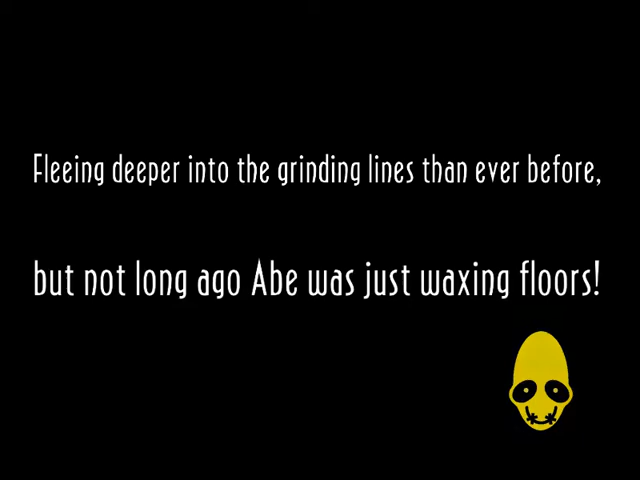 Fleeing deeper into the grinding lines than ever before,
but not long ago Abe was just waxing floors!